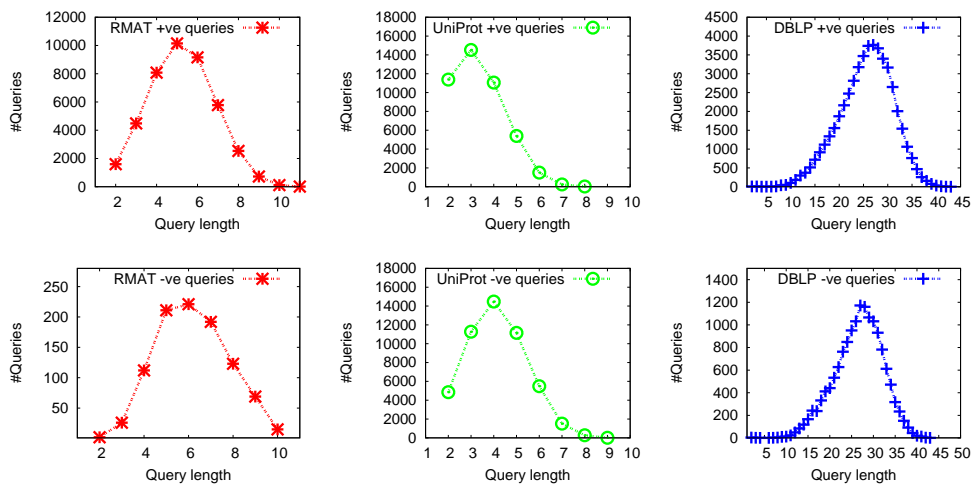 RMAT +ve queries
12000
10000
8000
6000
4000
2000
0
#Queries
2 4 6 8 10
Query length
UniProt +ve queries
18000
16000
14000
12000
10000
8000
6000
4000
2000
0
#Queries
1 2 3 4 5 6 7 8 9 10
Query length
DBLP +ve queries
4500
4000
3500
3000
2500
2000
1500
1000
500
0
#Queries
5 10 15 20 25 30 35 40 45
Query length
RMAT -ve queries
250
200
150
100
50
#Queries
2 4 6 8 10
Query length
UniProt -ve queries
18000
16000
14000
12000
10000
8000
6000
4000
2000
0
#Queries
1 2 3 4 5 6 7 8 9 10
Query length
DBLP -ve queries
1400
1200
1000
800
600
400
200
0
#Queries
5 10 15 20 25 30 35 40 45 50
Query length